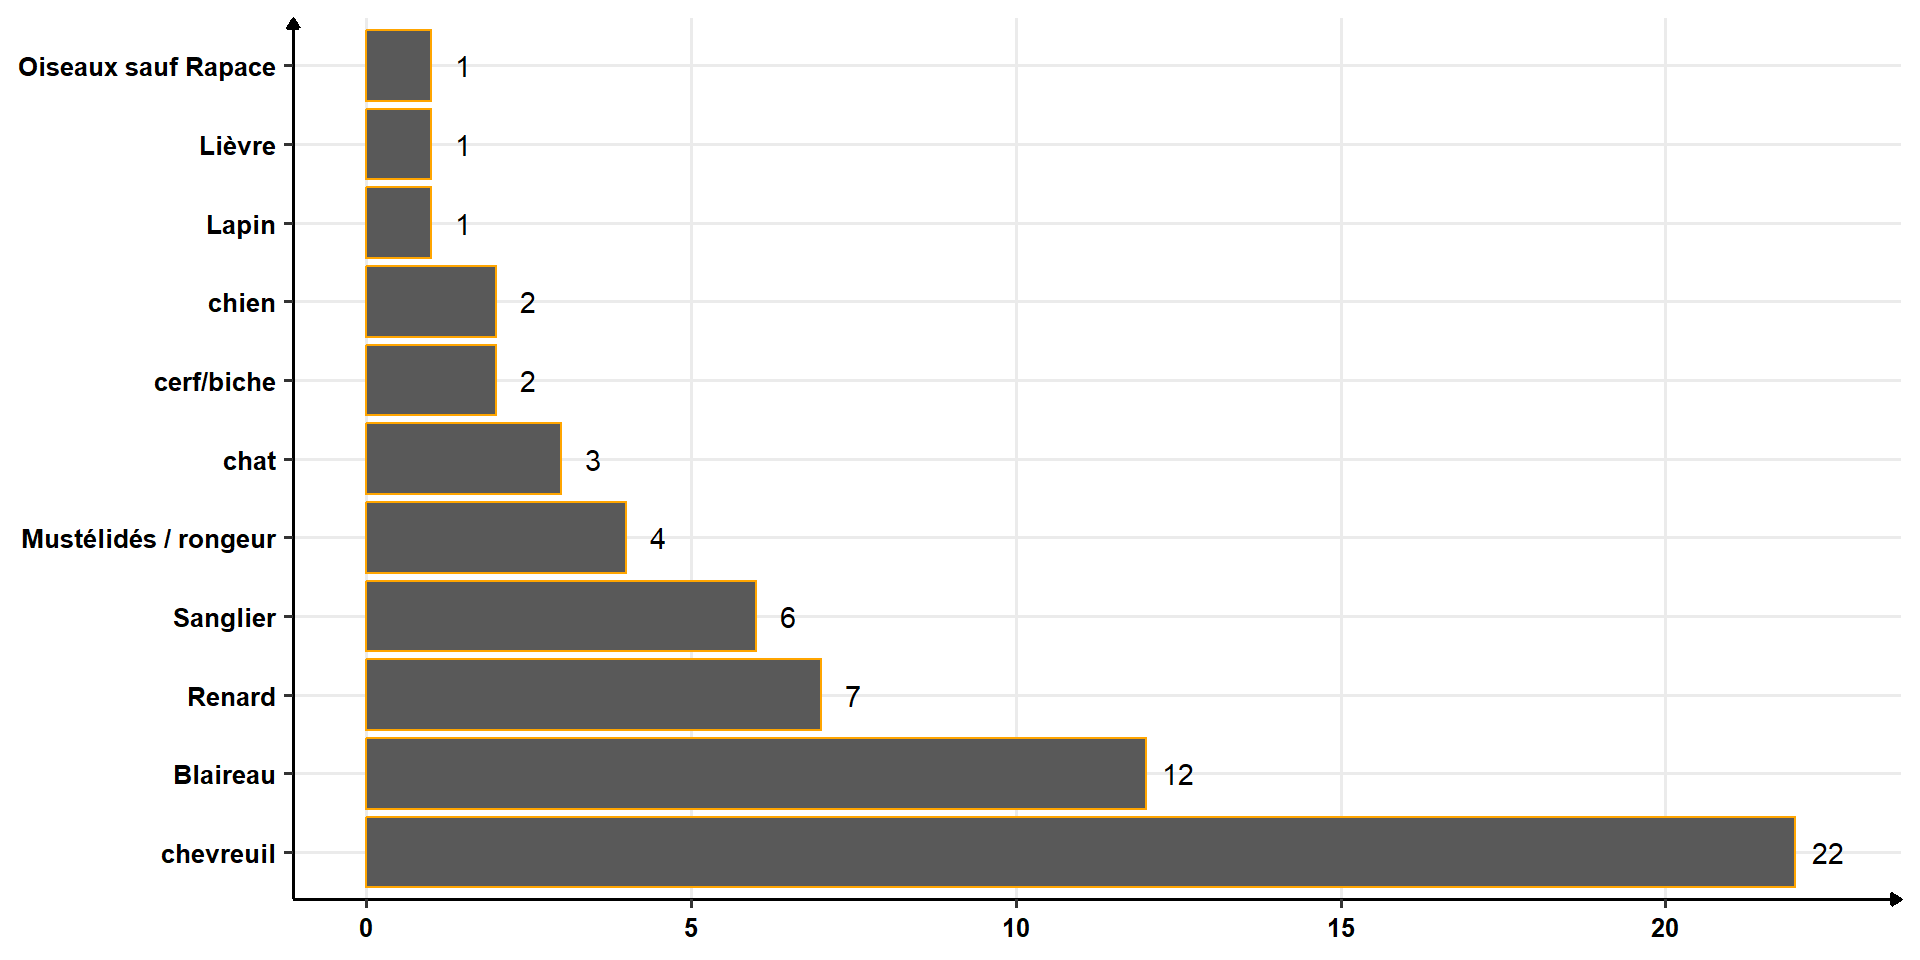 Oiseaux sauf Rapace 1
Lièvre 1
Lapin 1
chien 2
cerf/biche 2
chat 3
Mustélidés / rongeur 4
Sanglier 6
Renard 7
Blaireau 12
chevreuil 22
0 5 10 15 20